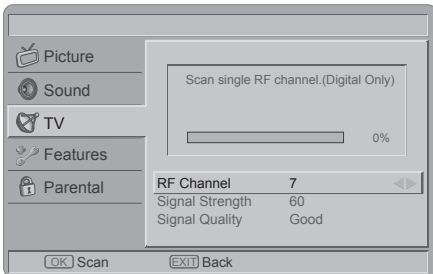 Picture
Sound
TV
Features
Parental
Scan single RF channel.(Digital Only)
0%
RF Channel 7
Signal Strength 60
Signal Quality Good
OK Scan EXIT Back